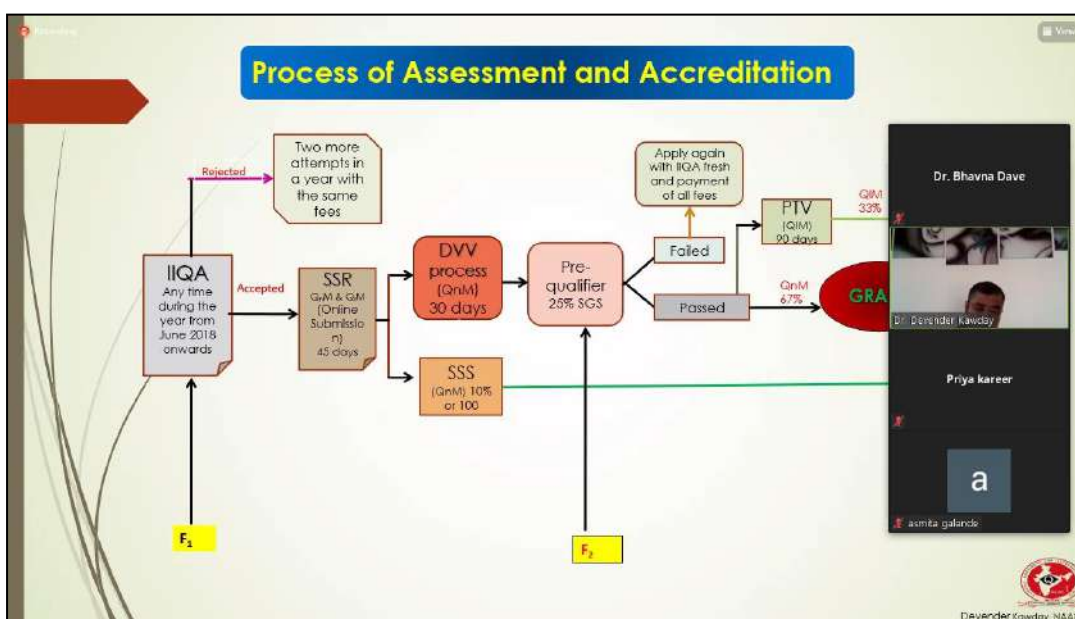 View
Process of Assessment and Accreditation
Two more
attempts in
a year with
the same
fees
Rejected
Apply again
with IIQA fresh
and payment
of all fees
PTV
(QlM)
90 days
QlM
33%
Dr. Bhavna Dave
IIQA
Any time
during the
year from
June 2018
onwards
Accepted
SSR
QnM & QlM
(Online
Submissio
n)
45 days
DVV
process
(QnM)
30 days
Pre-
qualifier
25% SGS
Failed
Passed
QnM
67%
GRA
Dr. Devender Kawday
SSS
(QnM) 10%
or 100
Priya kareer
a
asmita galande
F₁
F₂
Devender Kawday, NAA